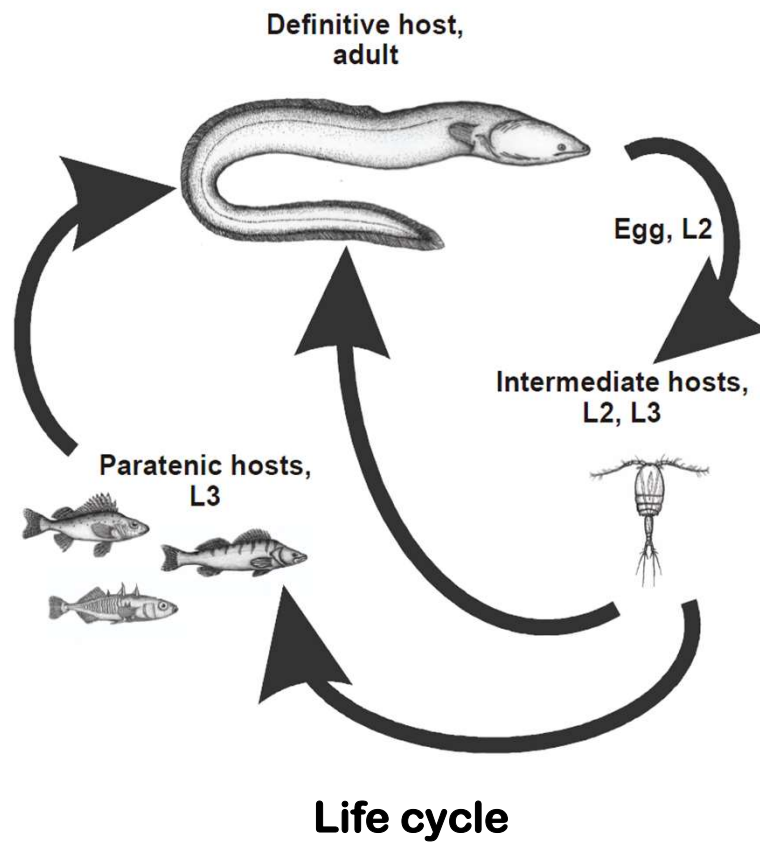 Definitive host,
adult
Egg, L2
Intermediate hosts,
L2, L3
Paratenic hosts,
L3
Life cycle